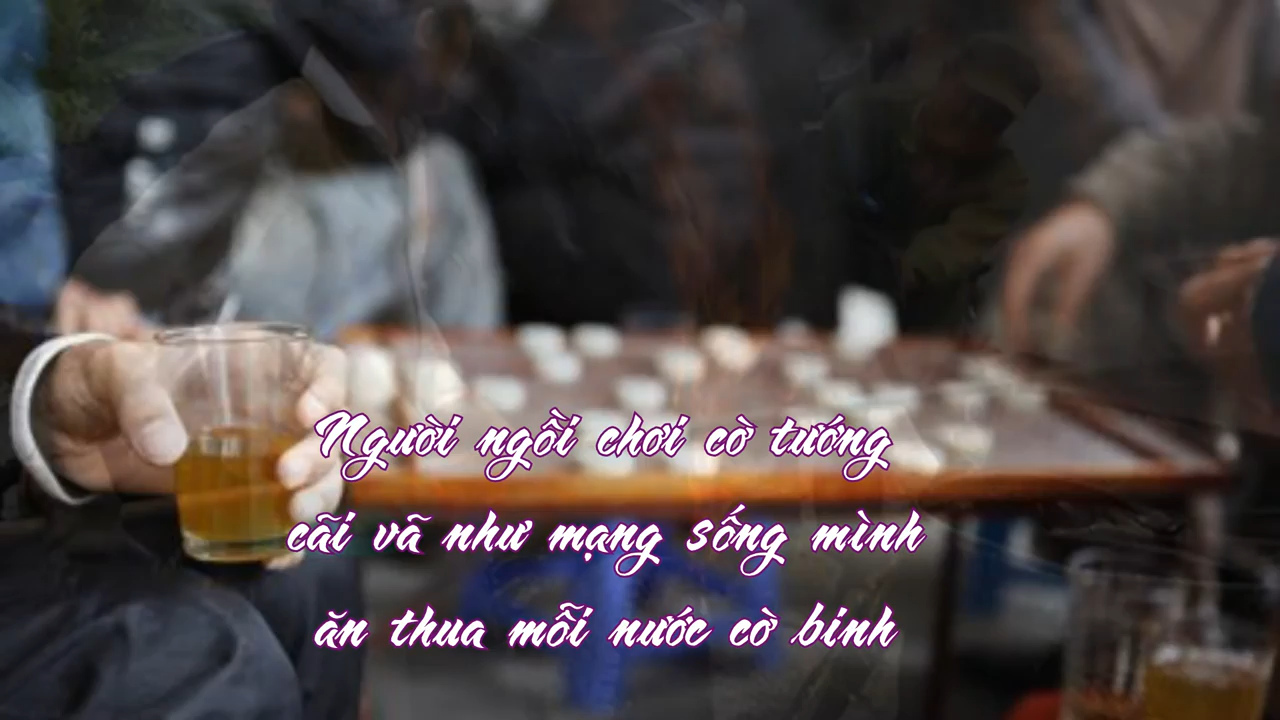 Người ngồi chơi cờ tướng
cãi vã như mạng sống mình
ăn thua mỗi nước cờ binh